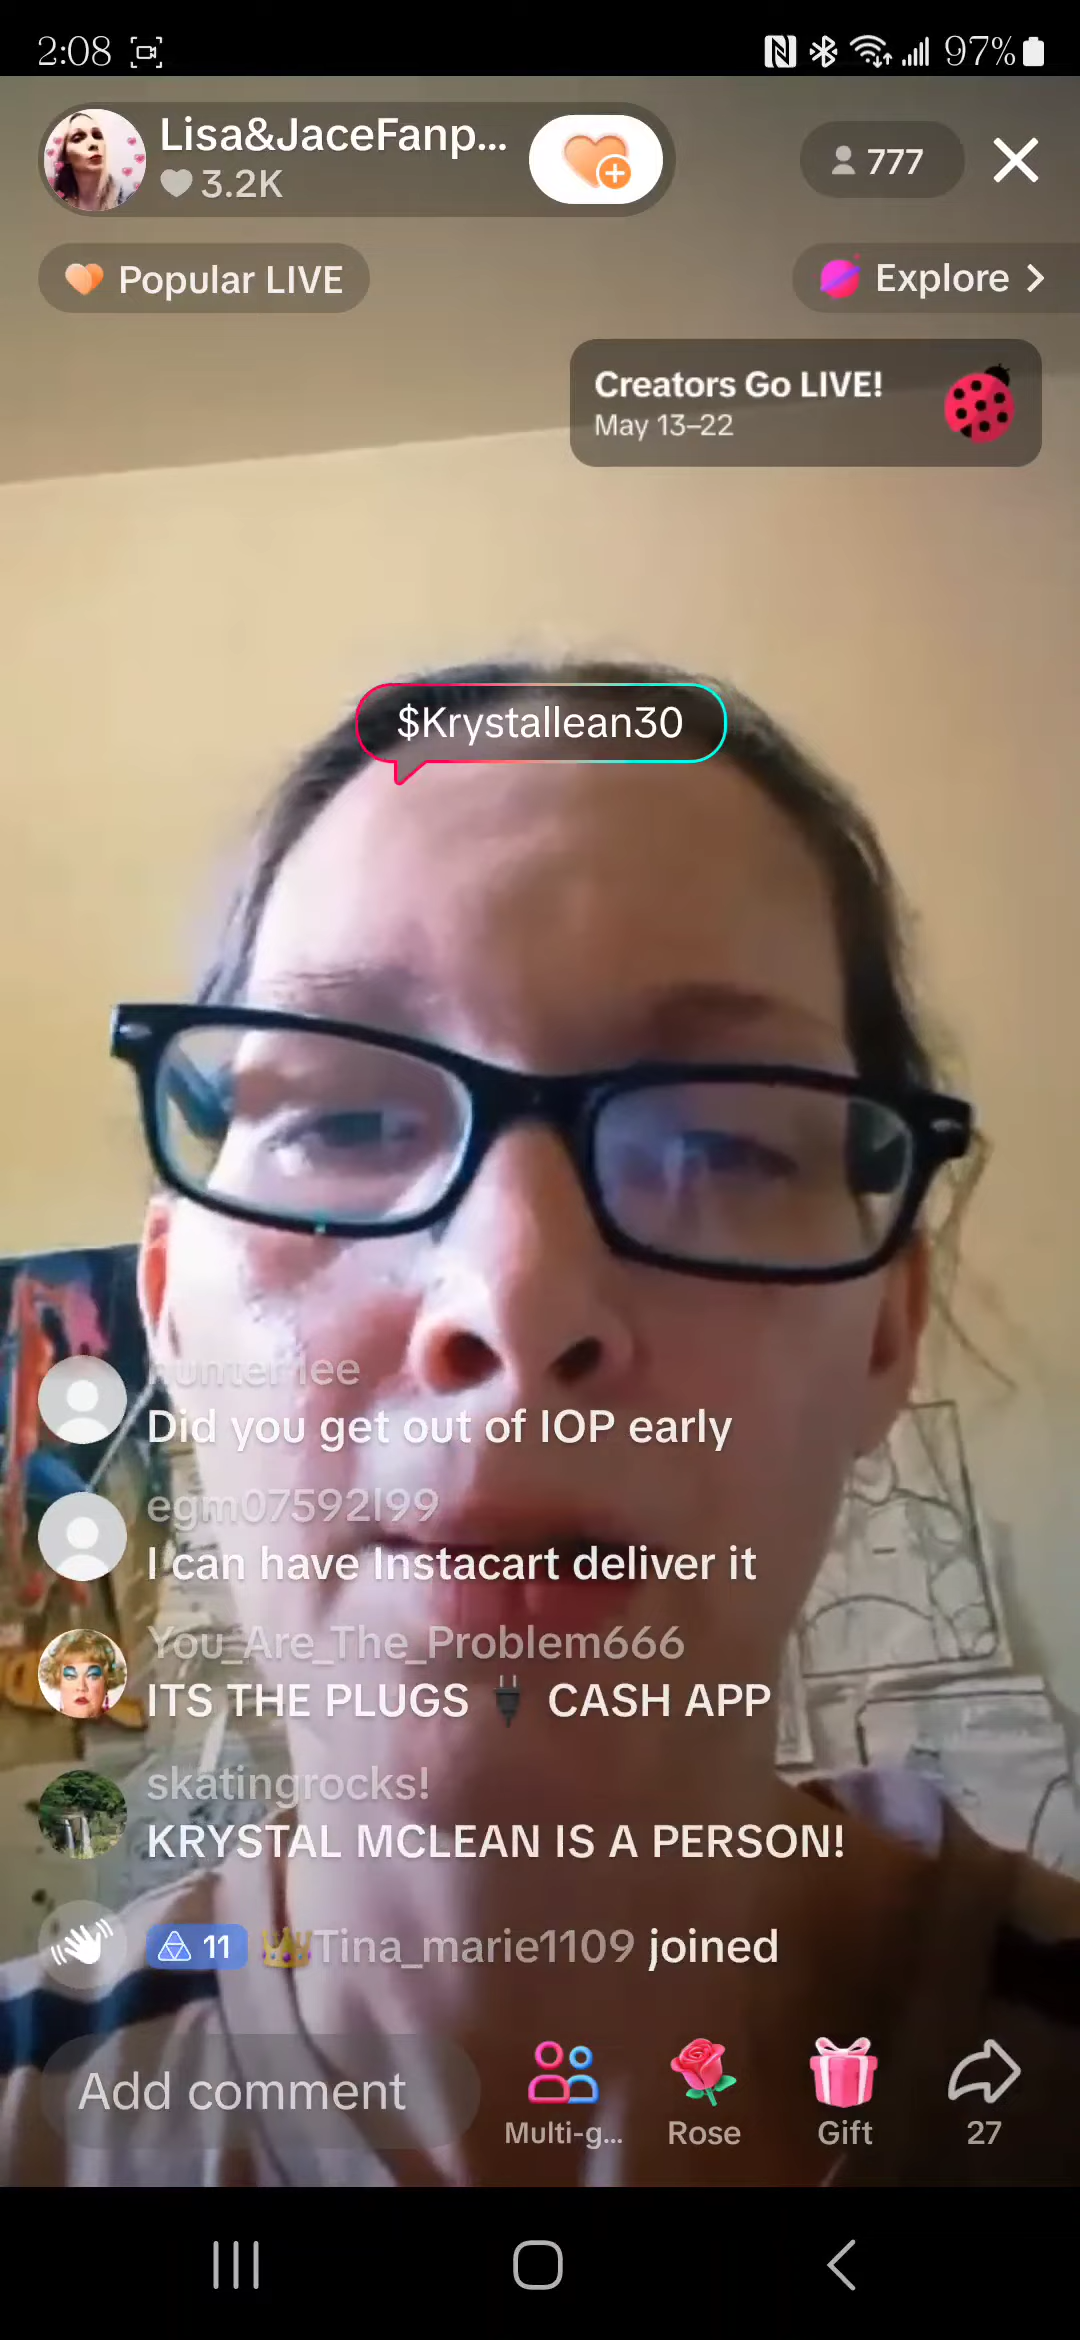 2:08
97%
Lisa&JaceFanp...
3.2K
777
Popular LIVE
Explore
Creators Go LIVE!
May 13–22
$Krystallean30
hunterlee
Did you get out of IOP early
egm07592l99
I can have Instacart deliver it
You_Are_The_Problem666
ITS THE PLUGS 🔌 CASH APP
skatingrocks!
KRYSTAL MCLEAN IS A PERSON!
11 👑Tina_marie1109 joined
Add comment
Multi-g...
Rose
Gift
27